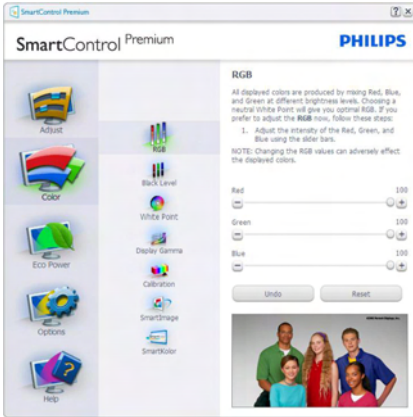 SmartControl Premium
SmartControl Premium
PHILIPS
Adjust
Color
Eco Power
Options
Help
RGB
Black Level
White Point
Display Gamma
Calibration
SmartImage
SmartKolor
RGB
All displayed colors are produced by mixing Red, Blue,
and Green at different brightness levels. Choosing a
neutral White Point will give you optimal RGB. If you
prefer to adjust the RGB now, follow these steps:
1. Adjust the intensity of the Red, Green, and
Blue using the slider bars.
NOTE: Changing the RGB values can adversely effect
the displayed colors.
Red 100
Green 100
Blue 100
Undo Reset